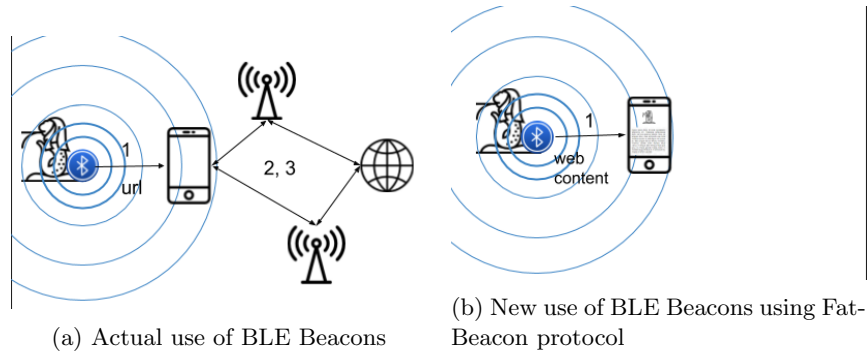 1
url
2, 3
(a) Actual use of BLE Beacons
1
web
content
(b) New use of BLE Beacons using Fat-
Beacon protocol